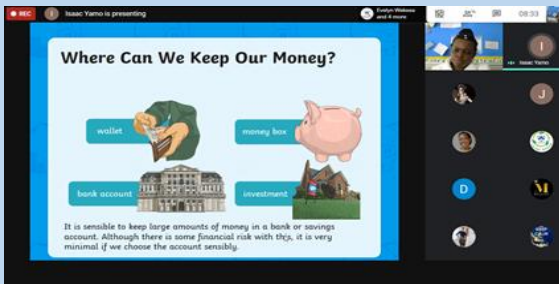 REC
Isaac Yamo is presenting
Evelyn Wakesa
and 4 more
09:33
Where Can We Keep Our Money?
wallet
money box
bank account
investment
It is sensible to keep large amounts of money in a bank or savings
account. Although there is some financial risk with this, it is very
minimal if we choose the account sensibly.
I
Isaac Yamo
J
D
M